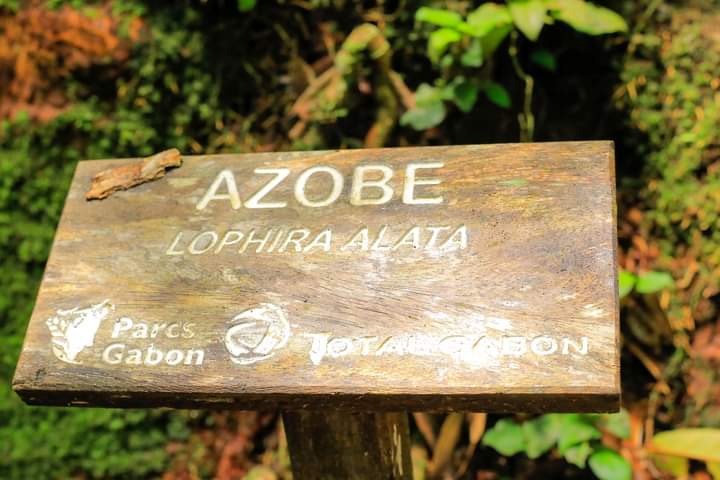 AZOBE
LOPHIRA ALATA
Parcs
Gabon
TOTAL GABON